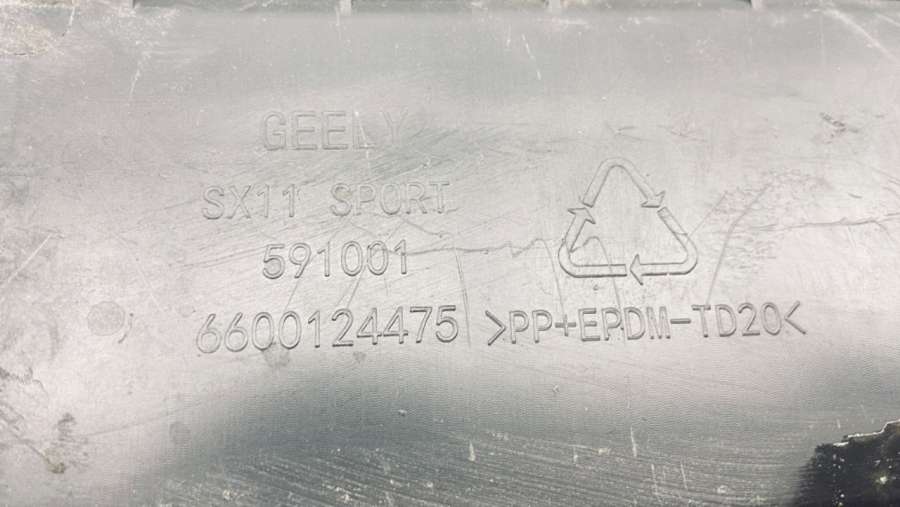 GEELY
SX11 SPORT
591001
6600124475 >PP+EPDM-TD20<